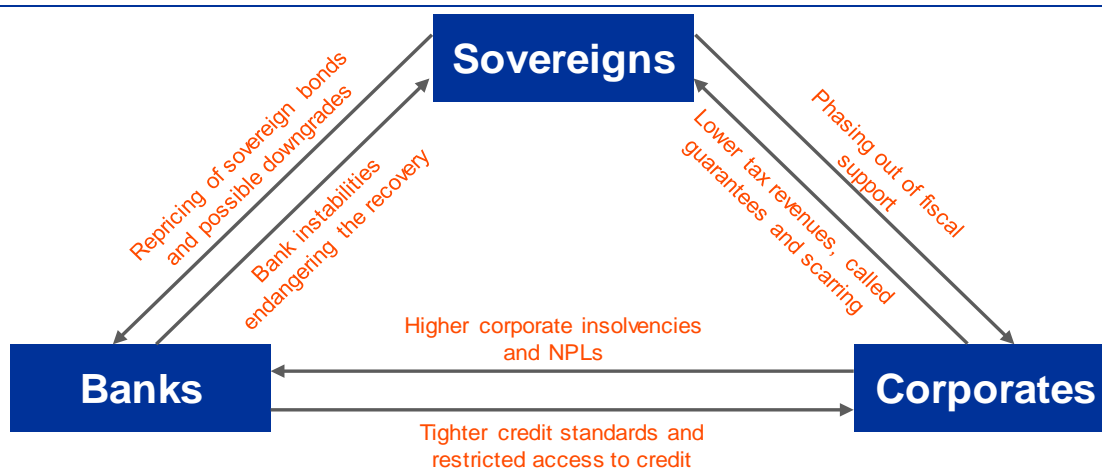 Sovereigns
Repricing of sovereign bonds
and possible downgrades
Bank instabilities
endangering the recovery
Lower tax revenues, called
guarantees and scarring
Phasing out of fiscal
support
Higher corporate insolvencies
and NPLs
Banks
Corporates
Tighter credit standards and
restricted access to credit